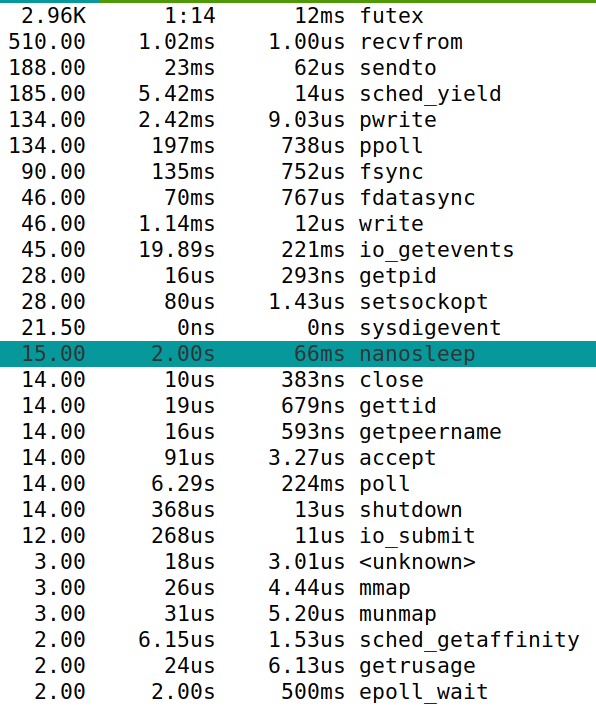 2.96K 1:14 12ms futex
510.00 1.02ms 1.00us recvfrom
188.00 23ms 62us sendto
185.00 5.42ms 14us sched_yield
134.00 2.42ms 9.03us pwrite
134.00 197ms 738us ppoll
90.00 135ms 752us fsync
46.00 70ms 767us fdatasync
46.00 1.14ms 12us write
45.00 19.89s 221ms io_getevents
28.00 16us 293ns getpid
28.00 80us 1.43us setsockopt
21.50 0ns 0ns sysdigevent
15.00 2.00s 66ms nanosleep
14.00 10us 383ns close
14.00 19us 679ns gettid
14.00 16us 593ns getpeername
14.00 91us 3.27us accept
14.00 6.29s 224ms poll
14.00 368us 13us shutdown
12.00 268us 11us io_submit
3.00 18us 3.01us <unknown>
3.00 26us 4.44us mmap
3.00 31us 5.20us munmap
2.00 6.15us 1.53us sched_getaffinity
2.00 24us 6.13us getrusage
2.00 2.00s 500ms epoll_wait